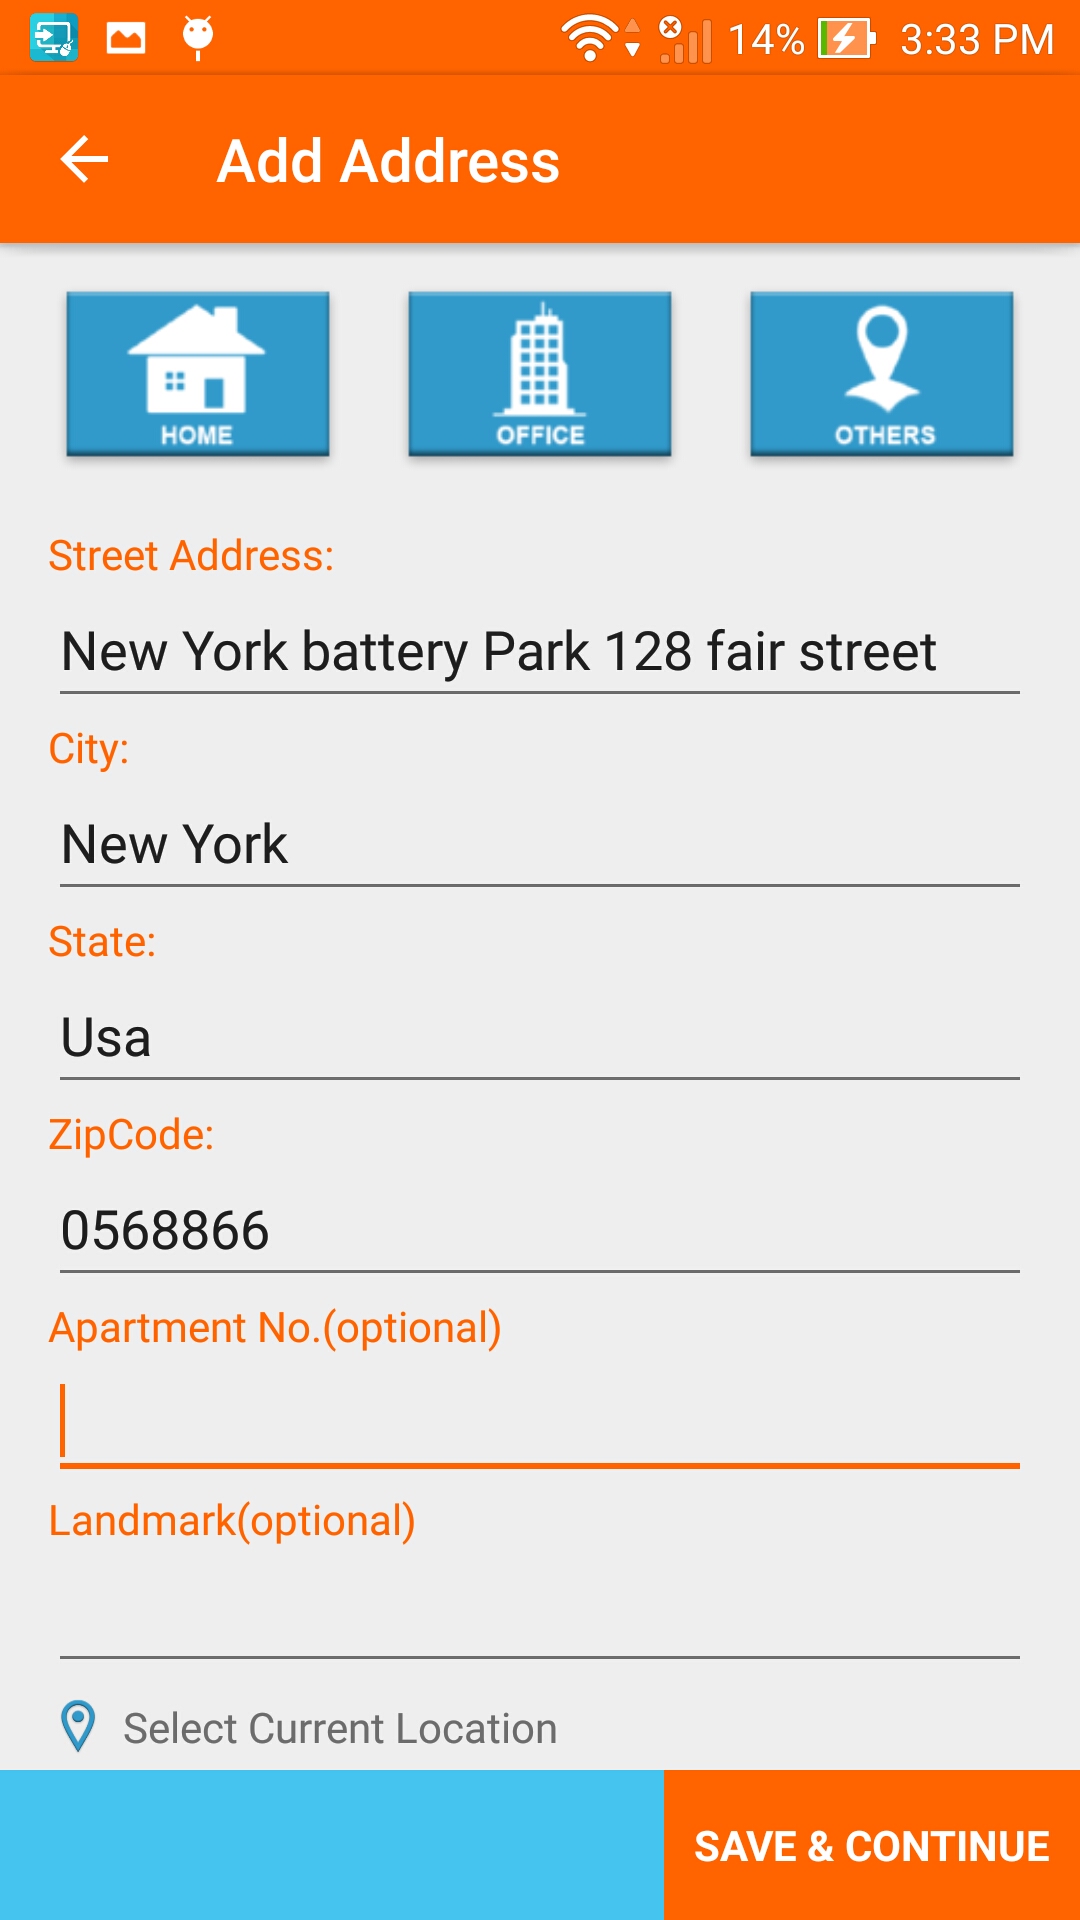 14% 3:33 PM
Add Address
HOME OFFICE OTHERS
Street Address:
New York battery Park 128 fair street
City:
New York
State:
Usa
ZipCode:
0568866
Apartment No.(optional)
Landmark(optional)
Select Current Location
SAVE & CONTINUE